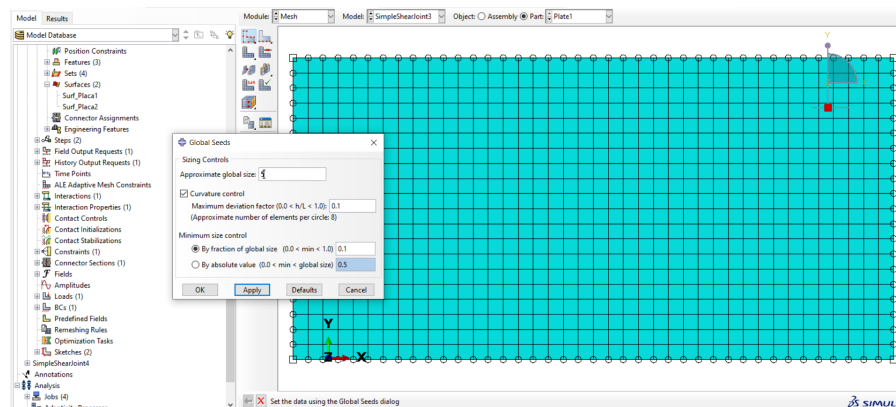 Model Results
Module: Mesh Model: SimpleShearJoint3 Object: Assembly Part: Plate1
Model Database
Position Constraints
Features (3)
Sets (4)
Surfaces (2)
Surf_Placa1
Surf_Placa2
Connector Assignments
Engineering Features
Steps (2)
Field Output Requests (1)
History Output Requests (1)
Time Points
ALE Adaptive Mesh Constraints
Interactions (1)
Interaction Properties (1)
Contact Controls
Contact Initializations
Contact Stabilizations
Constraints (1)
Connector Sections (1)
Fields
Amplitudes
Loads (1)
BCs (1)
Predefined Fields
Remeshing Rules
Optimization Tasks
Sketches (2)
SimpleShearJoint4
Annotations
Analysis
Jobs (4)
Global Seeds
Sizing Controls
Approximate global size: 5
Curvature control
Maximum deviation factor (0.0 < h/L < 1.0): 0.1
(Approximate number of elements per circle: 8)
Minimum size control
By fraction of global size (0.0 < min < 1.0) 0.1
By absolute value (0.0 < min < global size) 0.5
OK Apply Defaults Cancel
Y
Y
Z X
Set the data using the Global Seeds dialog
SIMUL